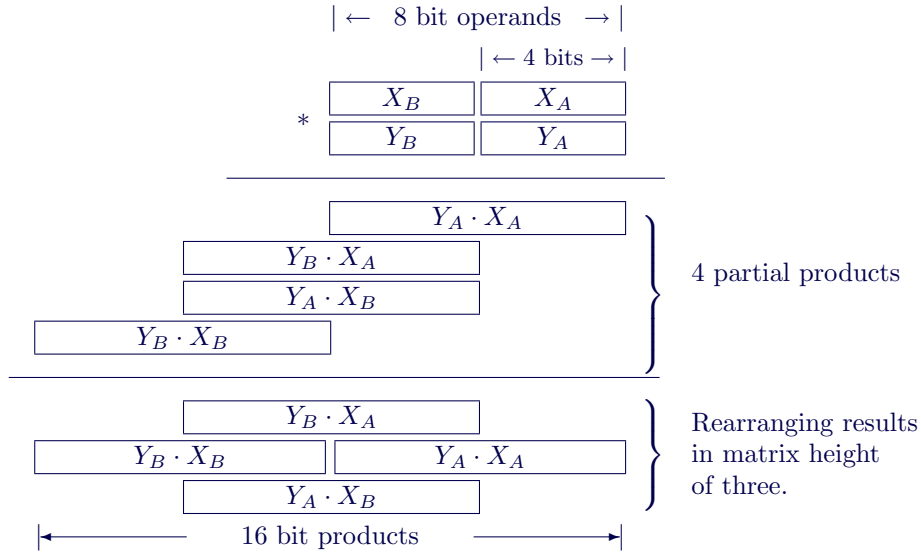 |← 8 bit operands →|
|← 4 bits →|
X_B X_A
*
Y_B Y_A
Y_A · X_A
Y_B · X_A
4 partial products
Y_A · X_B
Y_B · X_B
Y_B · X_A
Rearranging results
Y_B · X_B Y_A · X_A
in matrix height
Y_A · X_B
of three.
16 bit products